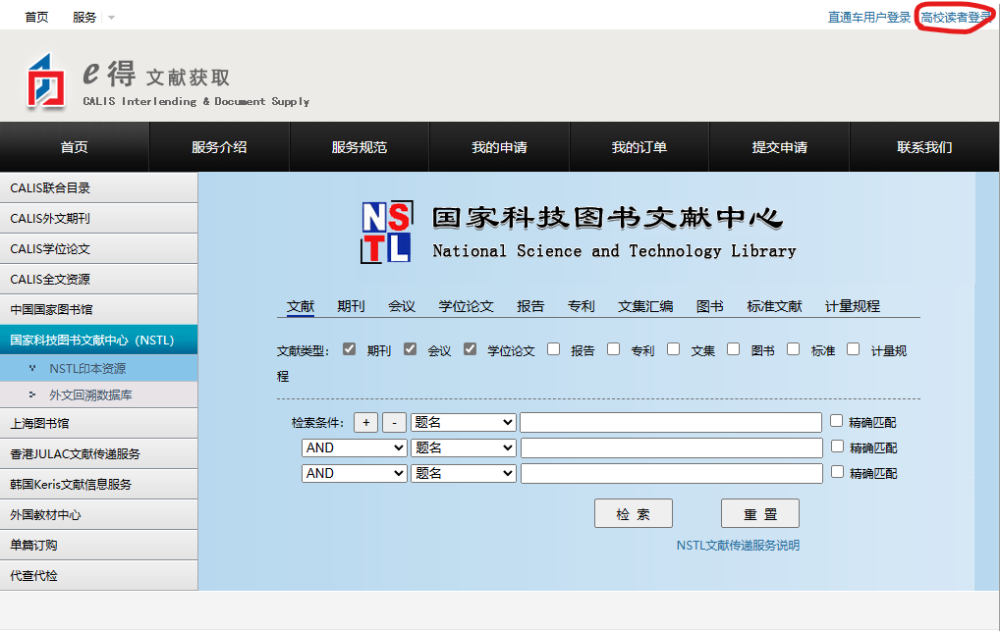 首页 服务 直通车用户登录 高校读者登录
e得 文献获取
CALIS Interlending & Document Supply
首页 服务介绍 服务规范 我的申请 我的订单 提交申请 联系我们
CALIS联合目录
CALIS外文期刊
CALIS学位论文
CALIS全文资源
中国国家图书馆
国家科技图书文献中心（NSTL）
NSTL印本资源
外文回溯数据库
上海图书馆
香港JULAC文献传递服务
韩国Keris文献信息服务
外国教材中心
单篇订购
代查代检
NSTL
国家科技图书文献中心
National Science and Technology Library
文献 期刊 会议 学位论文 报告 专利 文集汇编 图书 标准文献 计量规程
文献类型: 期刊 会议 学位论文 报告 专利 文集 图书 标准 计量规
程
检索条件: + - 题名 精确匹配
AND 题名 精确匹配
AND 题名 精确匹配
检 索 重 置
NSTL文献传递服务说明